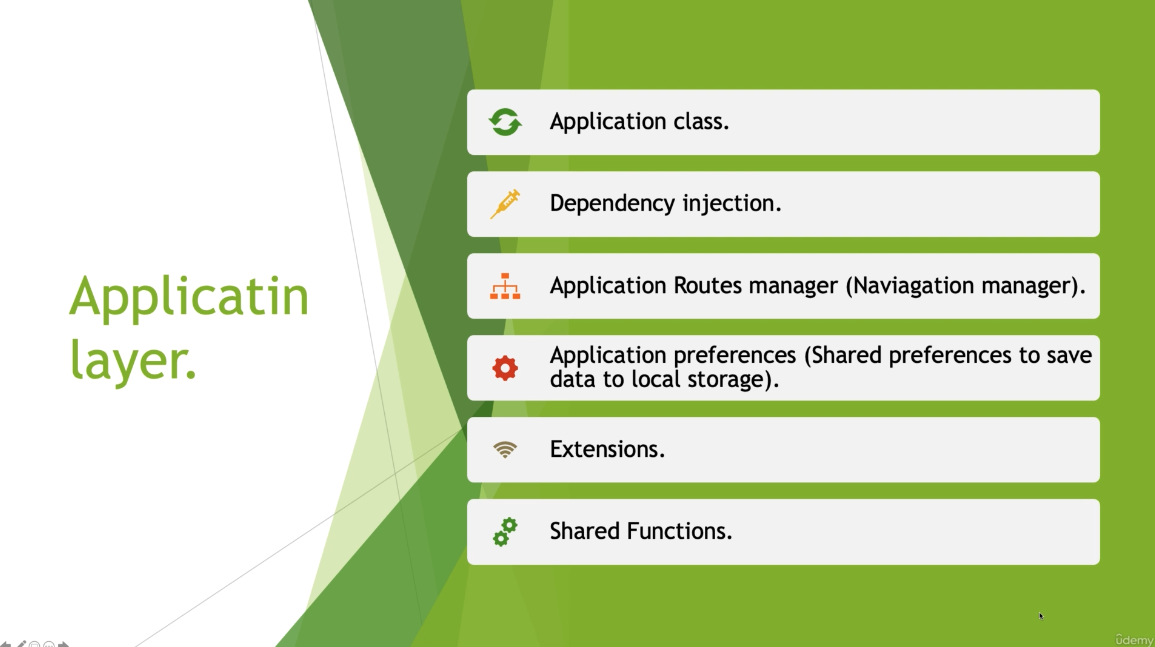 Applicatin
layer.
Application class.
Dependency injection.
Application Routes manager (Naviagation manager).
Application preferences (Shared preferences to save
data to local storage).
Extensions.
Shared Functions.
ûdemy